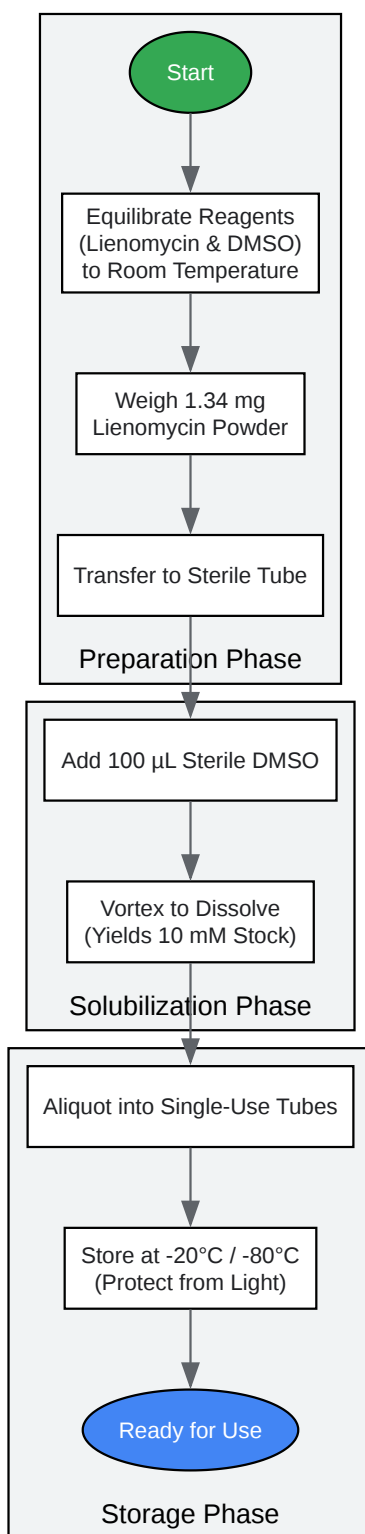 Start
Equilibrate Reagents
(Lienomycin & DMSO)
to Room Temperature
Weigh 1.34 mg
Lienomycin Powder
Transfer to Sterile Tube
Preparation Phase
Add 100 µL Sterile DMSO
Vortex to Dissolve
(Yields 10 mM Stock)
Solubilization Phase
Aliquot into Single-Use Tubes
Store at -20°C / -80°C
(Protect from Light)
Ready for Use
Storage Phase